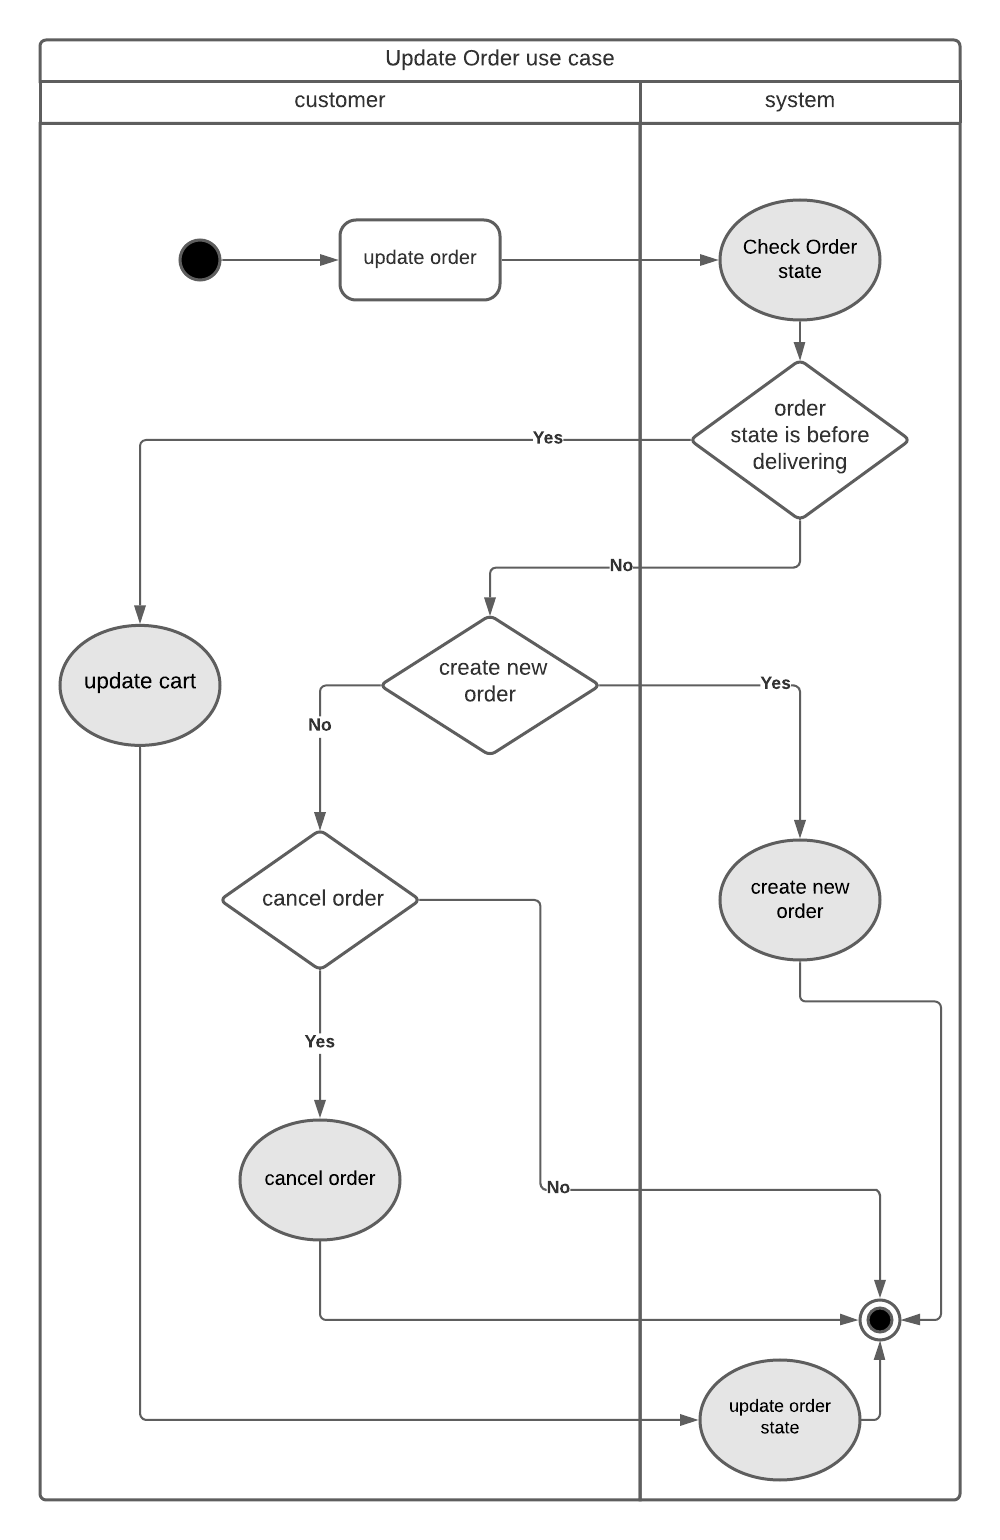 Update Order use case
customer
system
update order
Check Order
state
order
state is before
delivering
Yes
No
update cart
create new
order
Yes
No
cancel order
create new
order
Yes
cancel order
No
update order
state